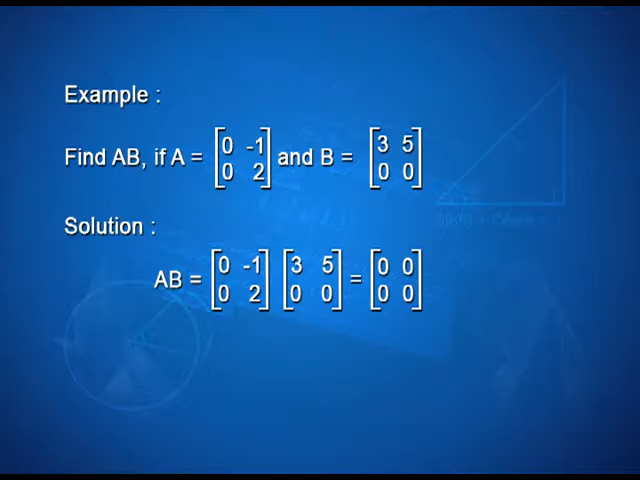 Example :
Find AB, if A = [0 -1
0 2] and B = [3 5
0 0]
Solution :
AB = [0 -1
0 2] [3 5
0 0] = [0 0
0 0]